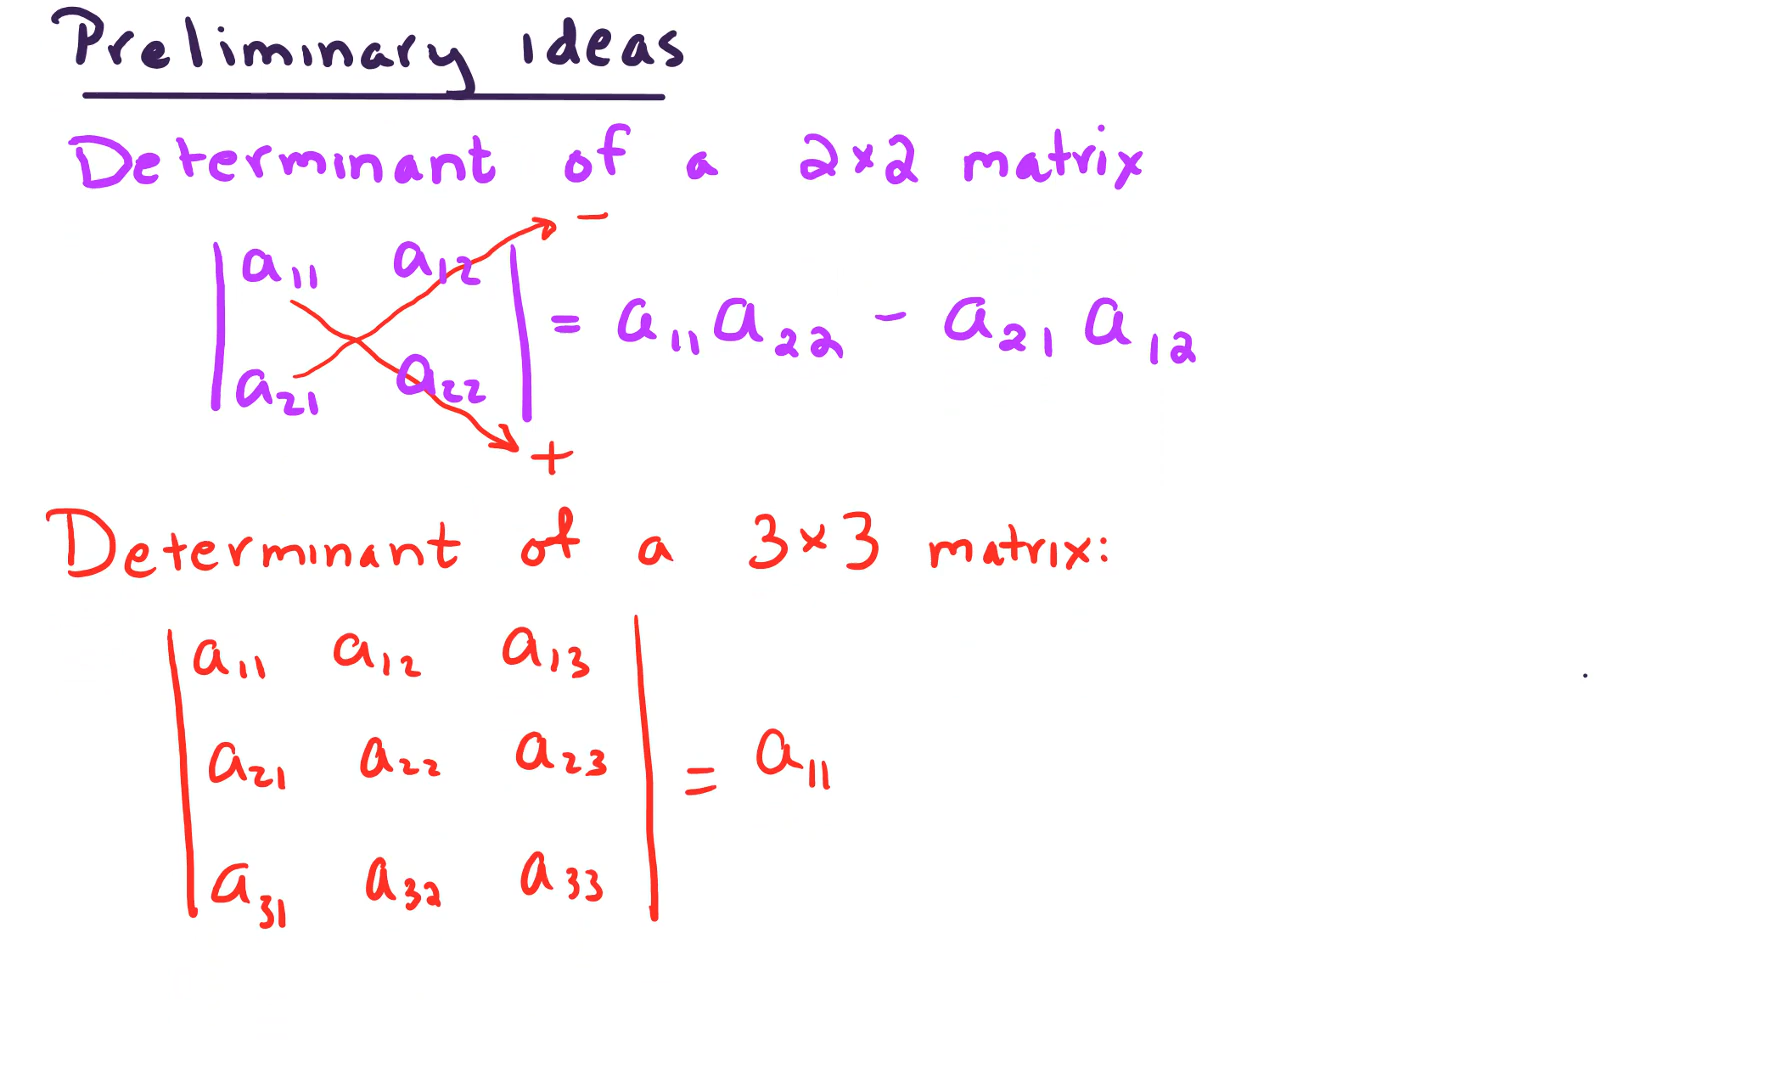 Preliminary ideas
Determinant of a 2×2 matrix
−
| a₁₁ a₁₂ |
| a₂₁ a₂₂ | = a₁₁a₂₂ − a₂₁a₁₂
+
Determinant of a 3×3 matrix:
| a₁₁ a₁₂ a₁₃ |
| a₂₁ a₂₂ a₂₃ | = a₁₁
| a₃₁ a₃₂ a₃₃ |